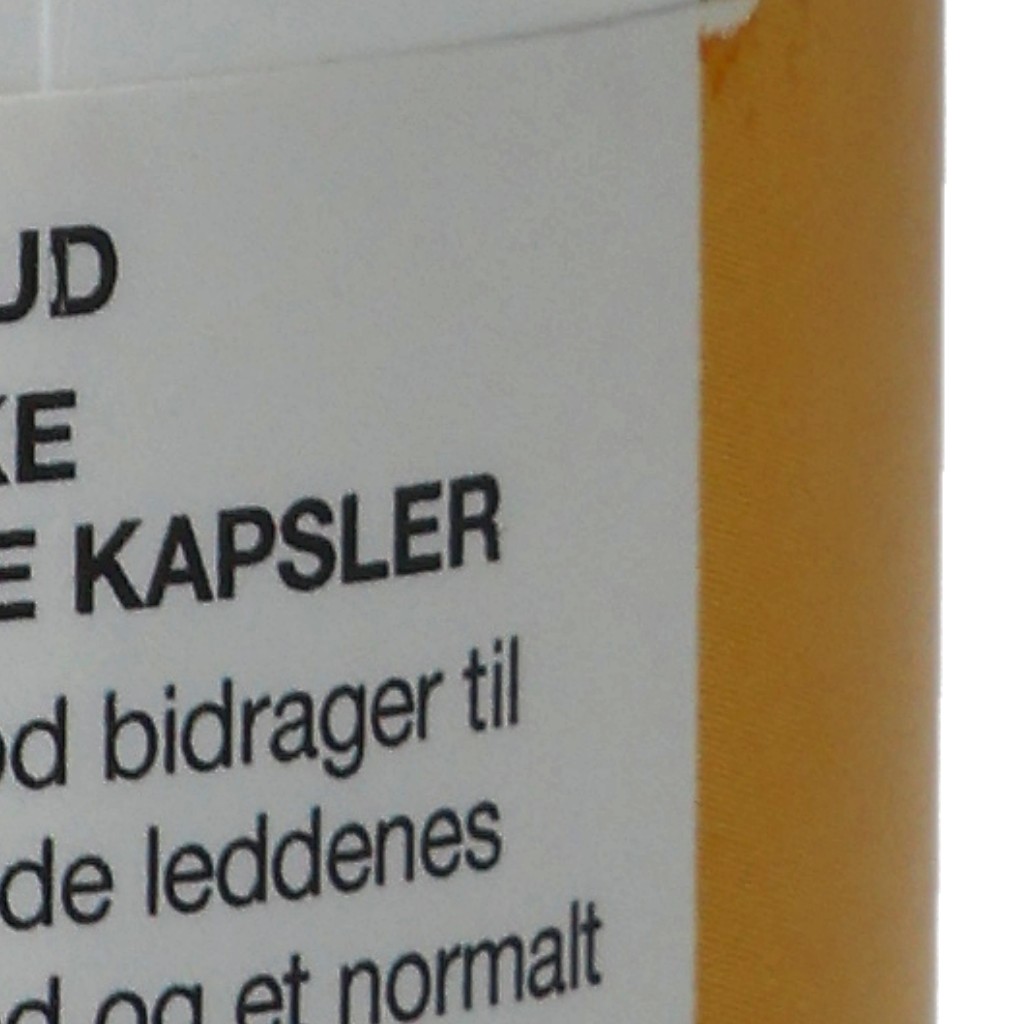 UD
KE
E KAPSLER
od bidrager til
de leddenes
d og et normalt